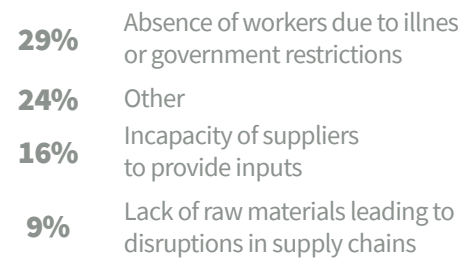 29% Absence of workers due to illnes
or government restrictions
24% Other
16% Incapacity of suppliers
to provide inputs
9% Lack of raw materials leading to
disruptions in supply chains